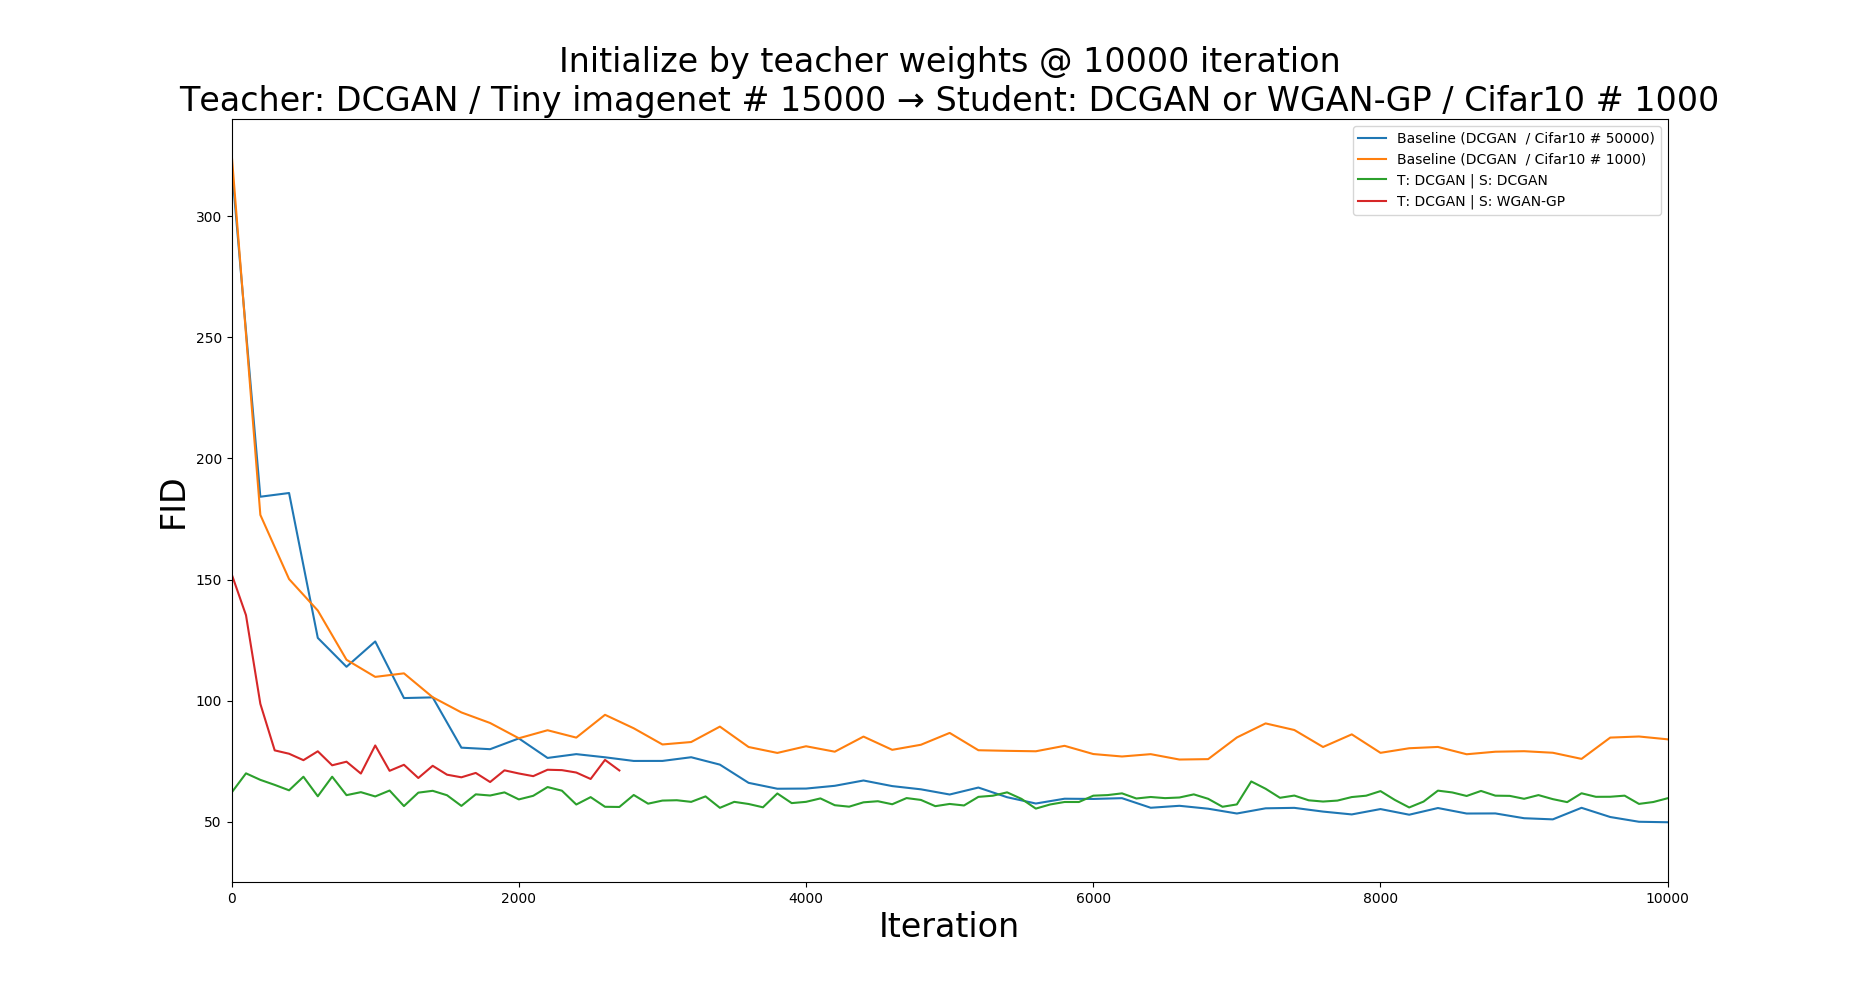 Initialize by teacher weights @ 10000 iteration
Teacher: DCGAN / Tiny imagenet # 15000 → Student: DCGAN or WGAN-GP / Cifar10 # 1000
Baseline (DCGAN  / Cifar10 # 50000)
Baseline (DCGAN  / Cifar10 # 1000)
T: DCGAN | S: DCGAN
T: DCGAN | S: WGAN-GP
300
250
200
150
100
50
FID
0 2000 4000 6000 8000 10000
Iteration